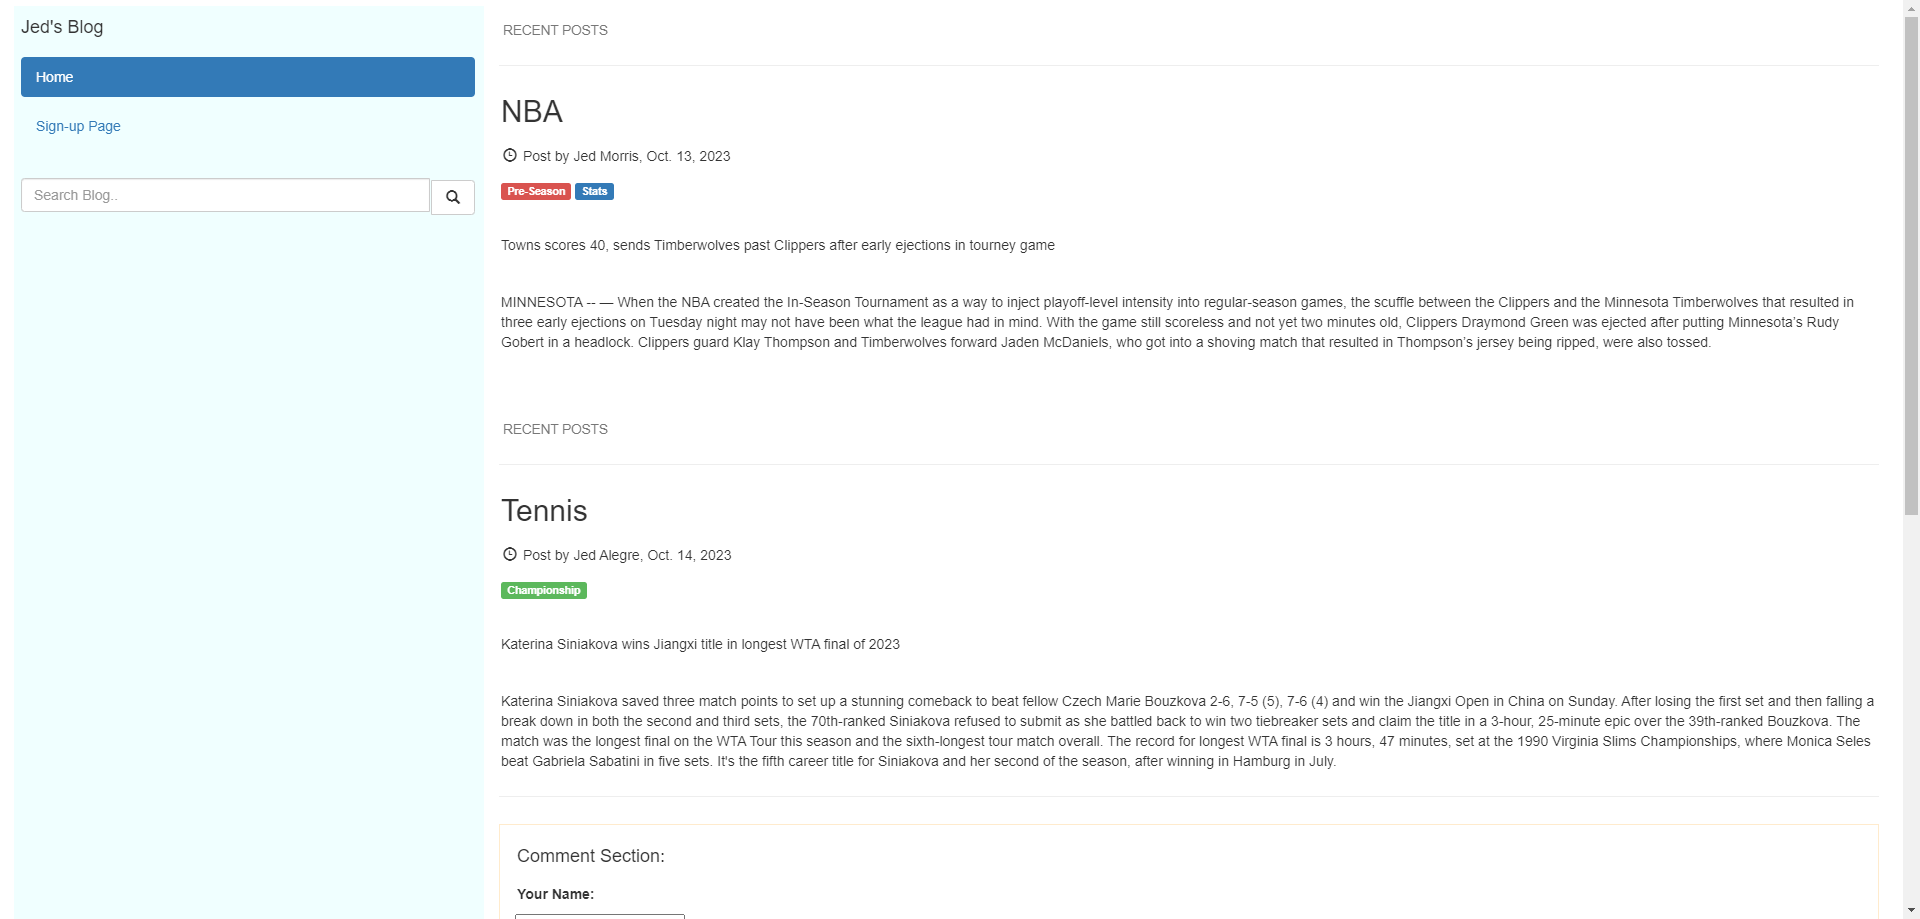 Jed's Blog
Home
Sign-up Page
Search Blog..
RECENT POSTS
NBA
Post by Jed Morris, Oct. 13, 2023
Pre-Season Stats
Towns scores 40, sends Timberwolves past Clippers after early ejections in tourney game
MINNESOTA -- — When the NBA created the In-Season Tournament as a way to inject playoff-level intensity into regular-season games, the scuffle between the Clippers and the Minnesota Timberwolves that resulted in
three early ejections on Tuesday night may not have been what the league had in mind. With the game still scoreless and not yet two minutes old, Clippers Draymond Green was ejected after putting Minnesota’s Rudy
Gobert in a headlock. Clippers guard Klay Thompson and Timberwolves forward Jaden McDaniels, who got into a shoving match that resulted in Thompson’s jersey being ripped, were also tossed.
RECENT POSTS
Tennis
Post by Jed Alegre, Oct. 14, 2023
Championship
Katerina Siniakova wins Jiangxi title in longest WTA final of 2023
Katerina Siniakova saved three match points to set up a stunning comeback to beat fellow Czech Marie Bouzkova 2-6, 7-5 (5), 7-6 (4) and win the Jiangxi Open in China on Sunday. After losing the first set and then falling a
break down in both the second and third sets, the 70th-ranked Siniakova refused to submit as she battled back to win two tiebreaker sets and claim the title in a 3-hour, 25-minute epic over the 39th-ranked Bouzkova. The
match was the longest final on the WTA Tour this season and the sixth-longest tour match overall. The record for longest WTA final is 3 hours, 47 minutes, set at the 1990 Virginia Slims Championships, where Monica Seles
beat Gabriela Sabatini in five sets. It's the fifth career title for Siniakova and her second of the season, after winning in Hamburg in July.
Comment Section:
Your Name: